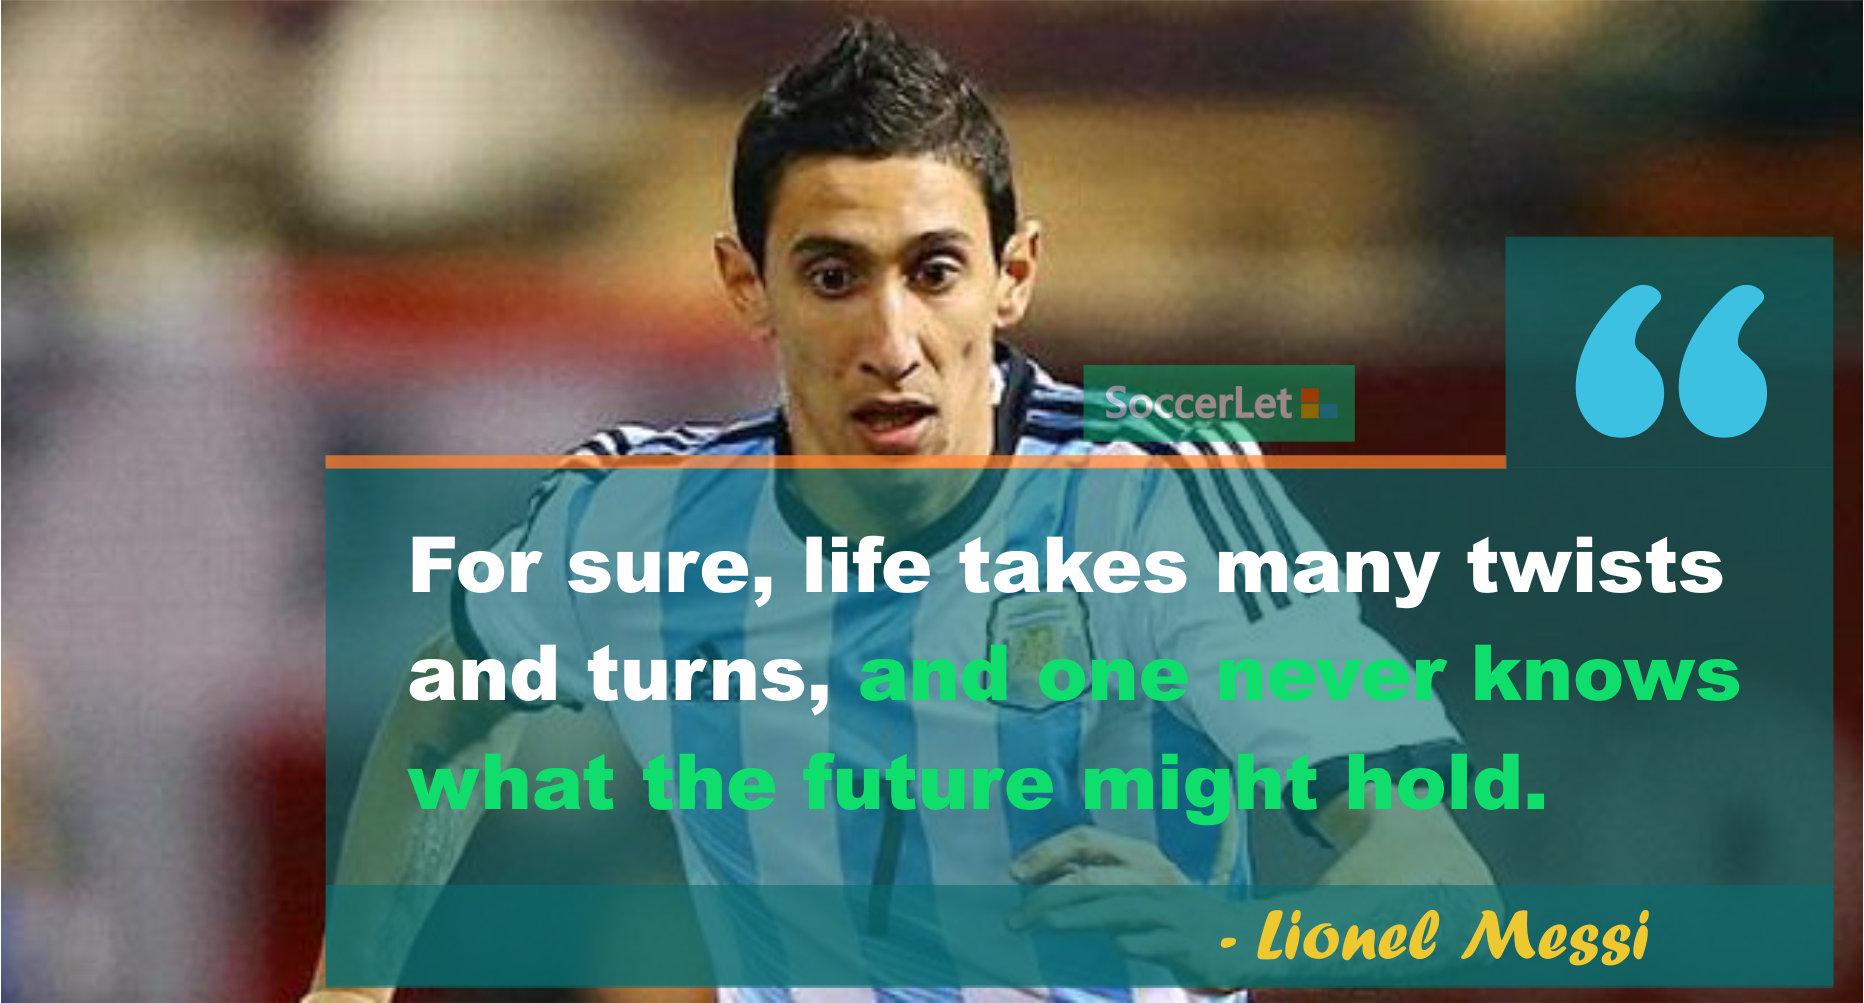 SoccerLet
“
For sure, life takes many twists
and turns, and one never knows
what the future might hold.
- Lionel Messi